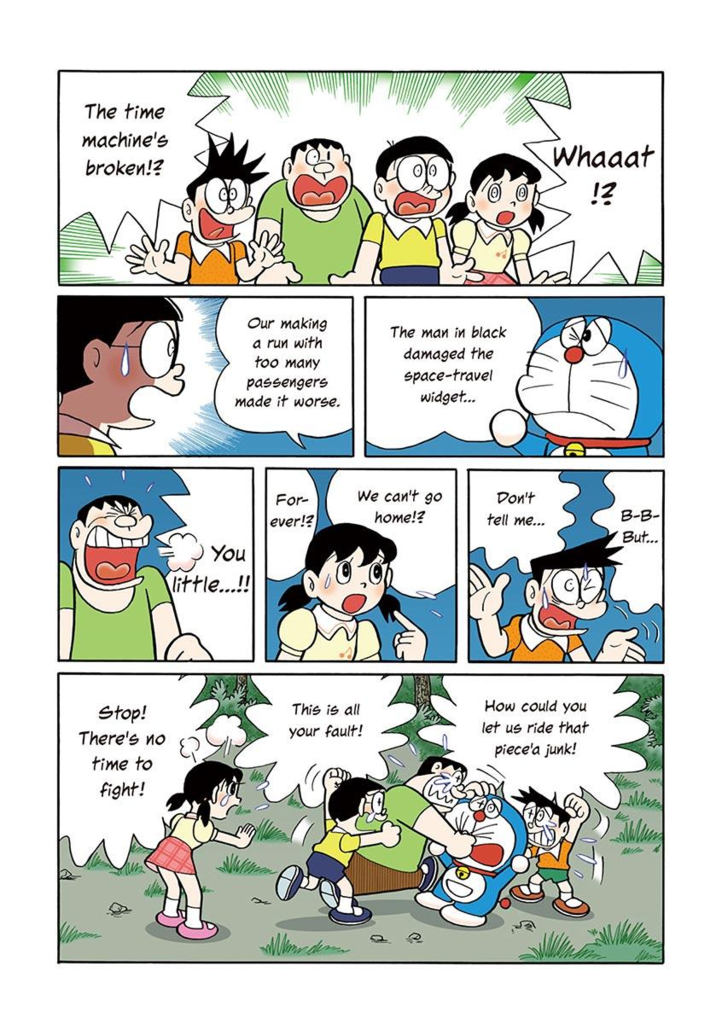 Whaaat
!?
The time
machine's
broken!?
The man in black
damaged the
space-travel
widget...
Our making
a run with
too many
passengers
made it worse.
B-B-
But...
Don't
tell me...
We can't go
home!?
For-
ever!?
You
little...!!
How could you
let us ride that
piece'a junk!
This is all
your fault!
Stop!
There's no
time to
fight!